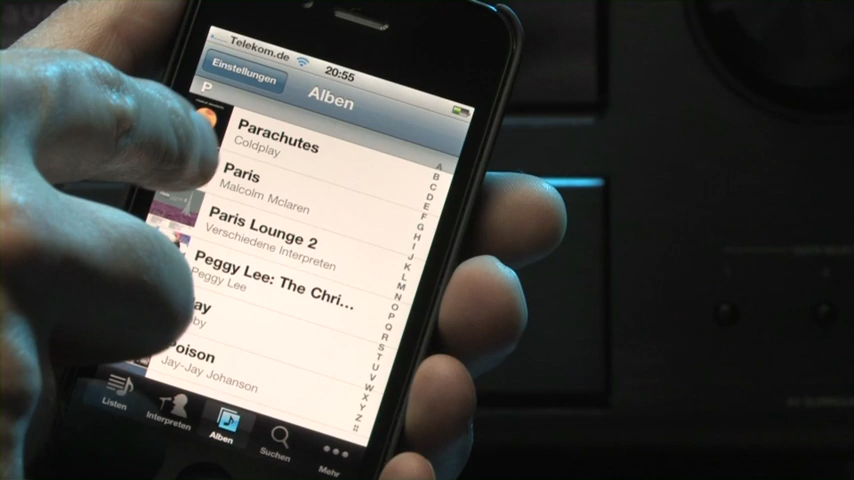 Telekom.de 20:55
Einstellungen
Alben
P
Parachutes
Coldplay
Paris
Malcolm Mclaren
Paris Lounge 2
Verschiedene Interpreten
Peggy Lee: The Chri...
Peggy Lee
Poison
Jay-Jay Johanson
A
B
C
D
E
F
G
H
I
J
K
L
M
N
O
P
Q
R
S
T
U
V
W
X
Y
Z
#
Listen
Interpreten
Alben
Suchen
Mehr